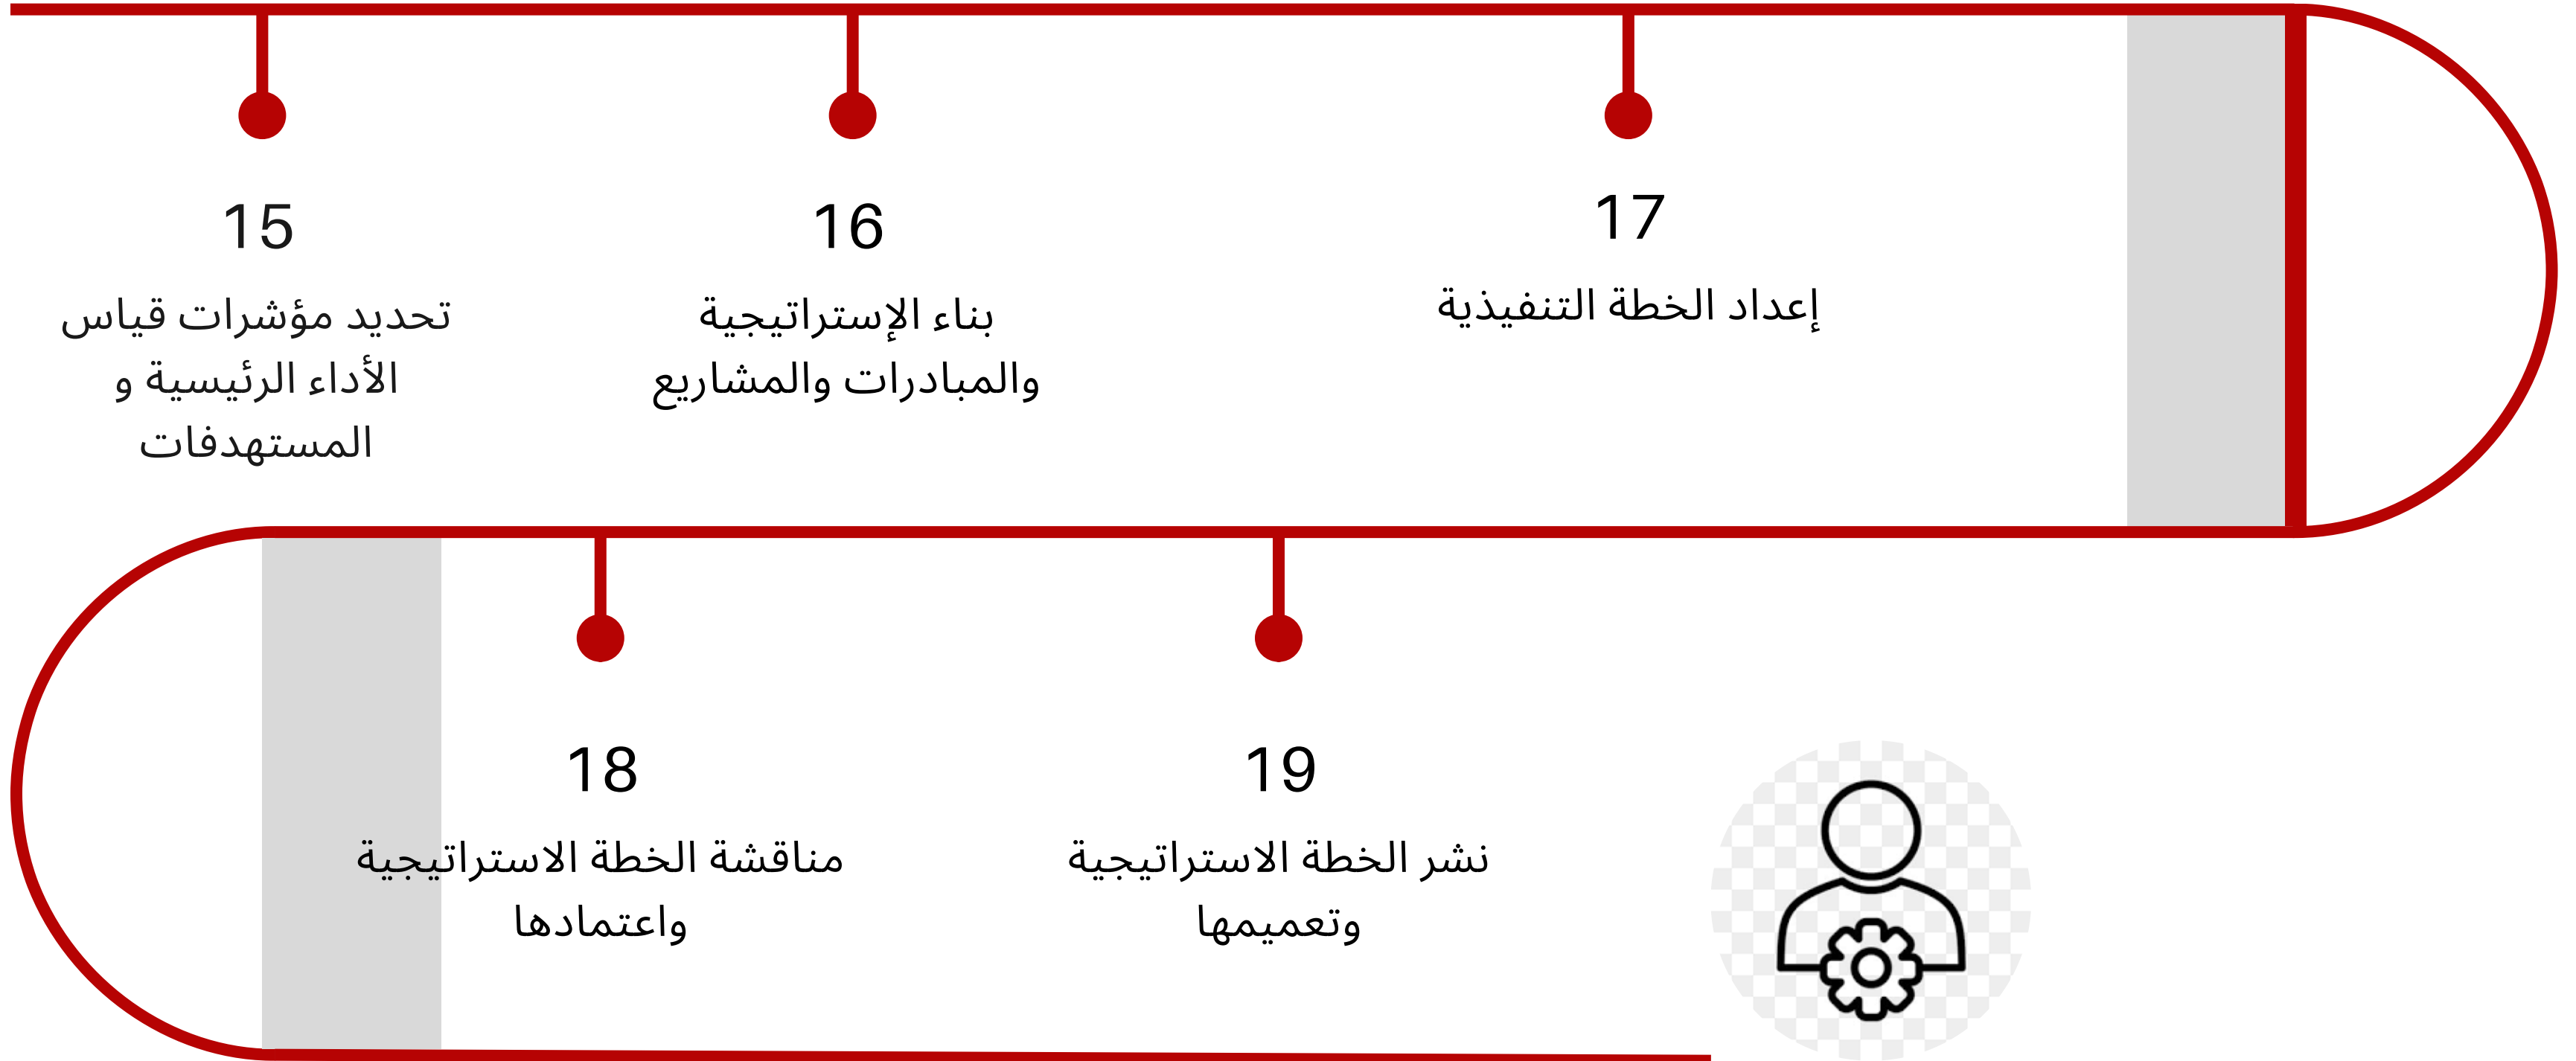 15
تحديد مؤشرات قياس
الأداء الرئيسية و
المستهدفات
16
بناء الإستراتيجية
والمبادرات والمشاريع
17
إعداد الخطة التنفيذية
18
مناقشة الخطة الاستراتيجية
واعتمادها
19
نشر الخطة الاستراتيجية
وتعميمها